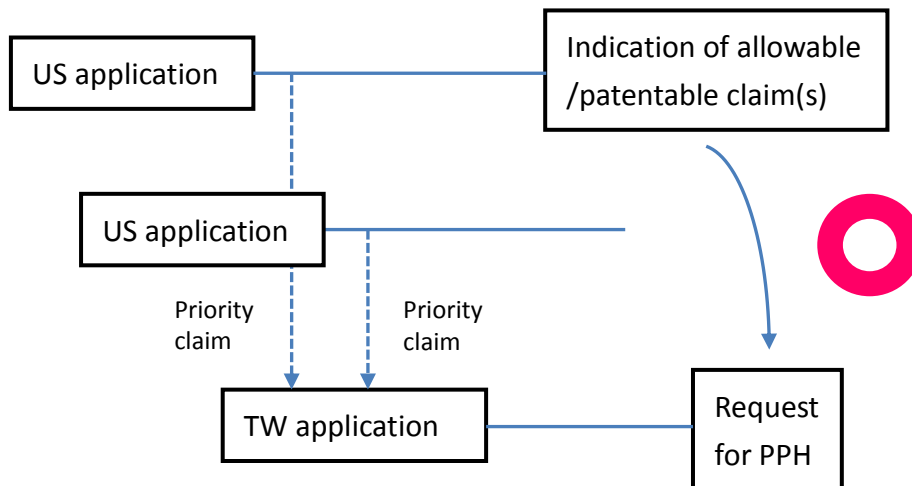 US application
Indication of allowable
/patentable claim(s)
US application
Priority
claim
Priority
claim
TW application
Request
for PPH